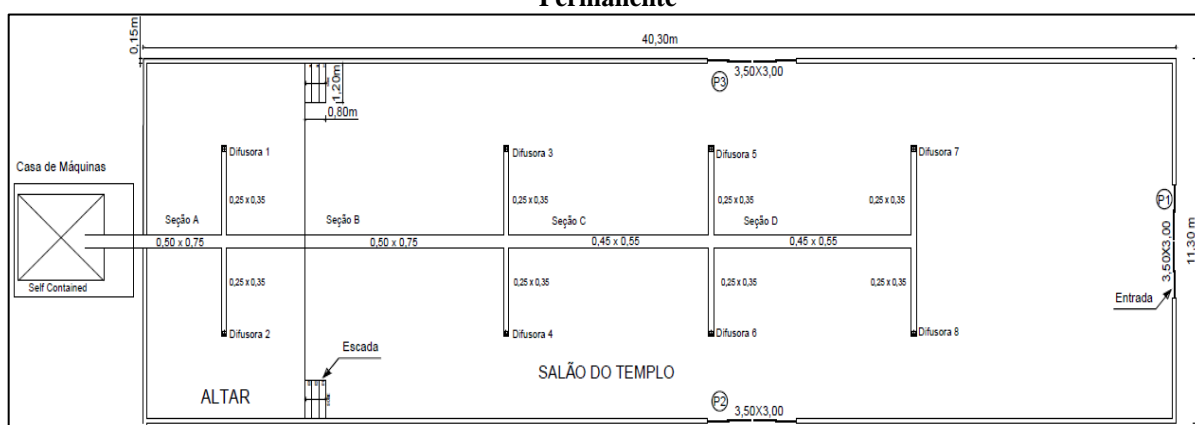 Permanente
0,15m
40,30m
3,50X3,00
P3
1,20m
0,80m
Casa de Máquinas
Difusora 1
Difusora 3
Difusora 5
Difusora 7
0,25 x 0,35
0,25 x 0,35
0,25 x 0,35
0,25 x 0,35
P1
Seção A
Seção B
Seção C
Seção D
0,50 x 0,75
0,50 x 0,75
0,45 x 0,55
0,45 x 0,55
3,50X3,00
11,30 m
Self Contained
0,25 x 0,35
0,25 x 0,35
0,25 x 0,35
0,25 x 0,35
Entrada
Difusora 2
Difusora 4
Difusora 6
Difusora 8
Escada
SALÃO DO TEMPLO
ALTAR
P2
3,50X3,00